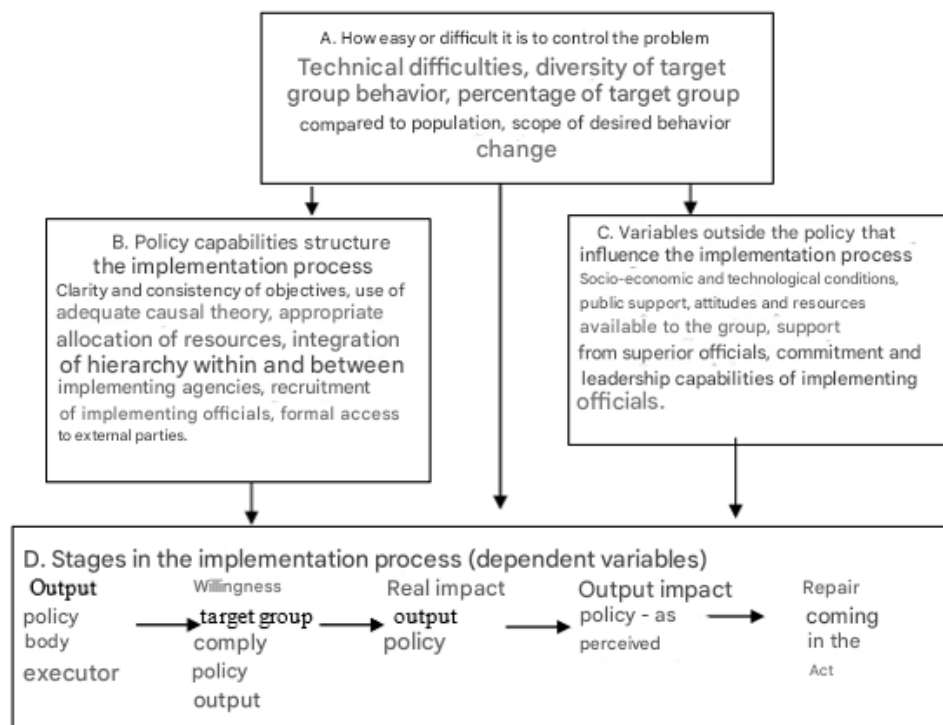 A. How easy or difficult it is to control the problem
Technical difficulties, diversity of target
group behavior, percentage of target group
compared to population, scope of desired behavior
change
B. Policy capabilities structure
the implementation process
Clarity and consistency of objectives, use of
adequate causal theory, appropriate
allocation of resources, integration
of hierarchy within and between
implementing agencies, recruitment
of implementing officials, formal access
to external parties.
C. Variables outside the policy that
influence the implementation process
Socio-economic and technological conditions,
public support, attitudes and resources
available to the group, support
from superior officials, commitment and
leadership capabilities of implementing
officials.
D. Stages in the implementation process (dependent variables)
Output
policy
body
executor
Willingness
target group
comply
policy
output
Real impact
output
policy
Output impact
policy - as
perceived
Repair
coming
in the
Act